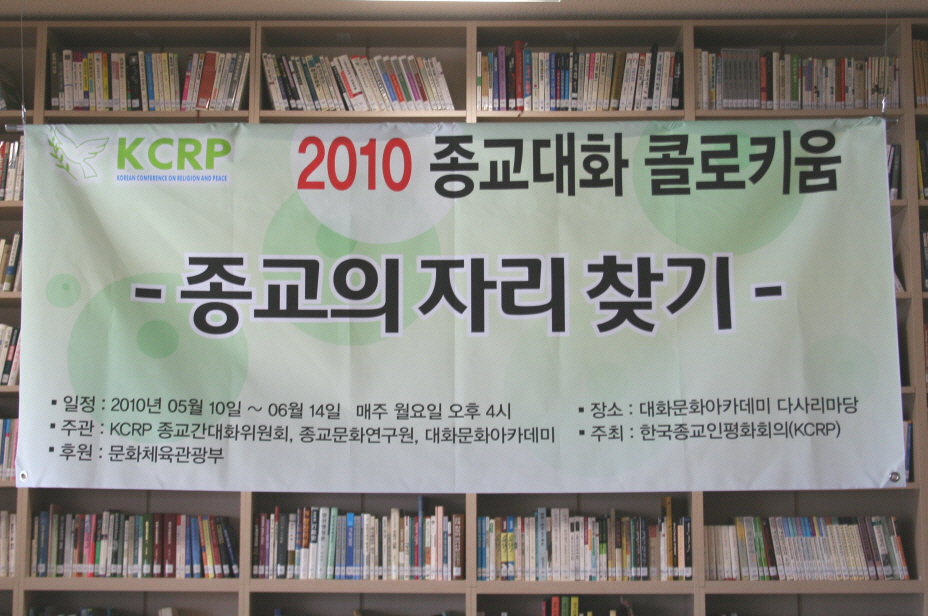 KCRP
KOREAN CONFERENCE ON RELIGION AND PEACE
2010 종교대화 콜로키움
- 종교의 자리 찾기 -
▪ 일정 : 2010년 05월 10일 ~ 06월 14일 매주 월요일 오후 4시
▪ 주관 : KCRP 종교간대화위원회, 종교문화연구원, 대화문화아카데미
▪ 후원 : 문화체육관광부
▪ 장소 : 대화문화아카데미 다사리마당
▪ 주최 : 한국종교인평화회의(KCRP)